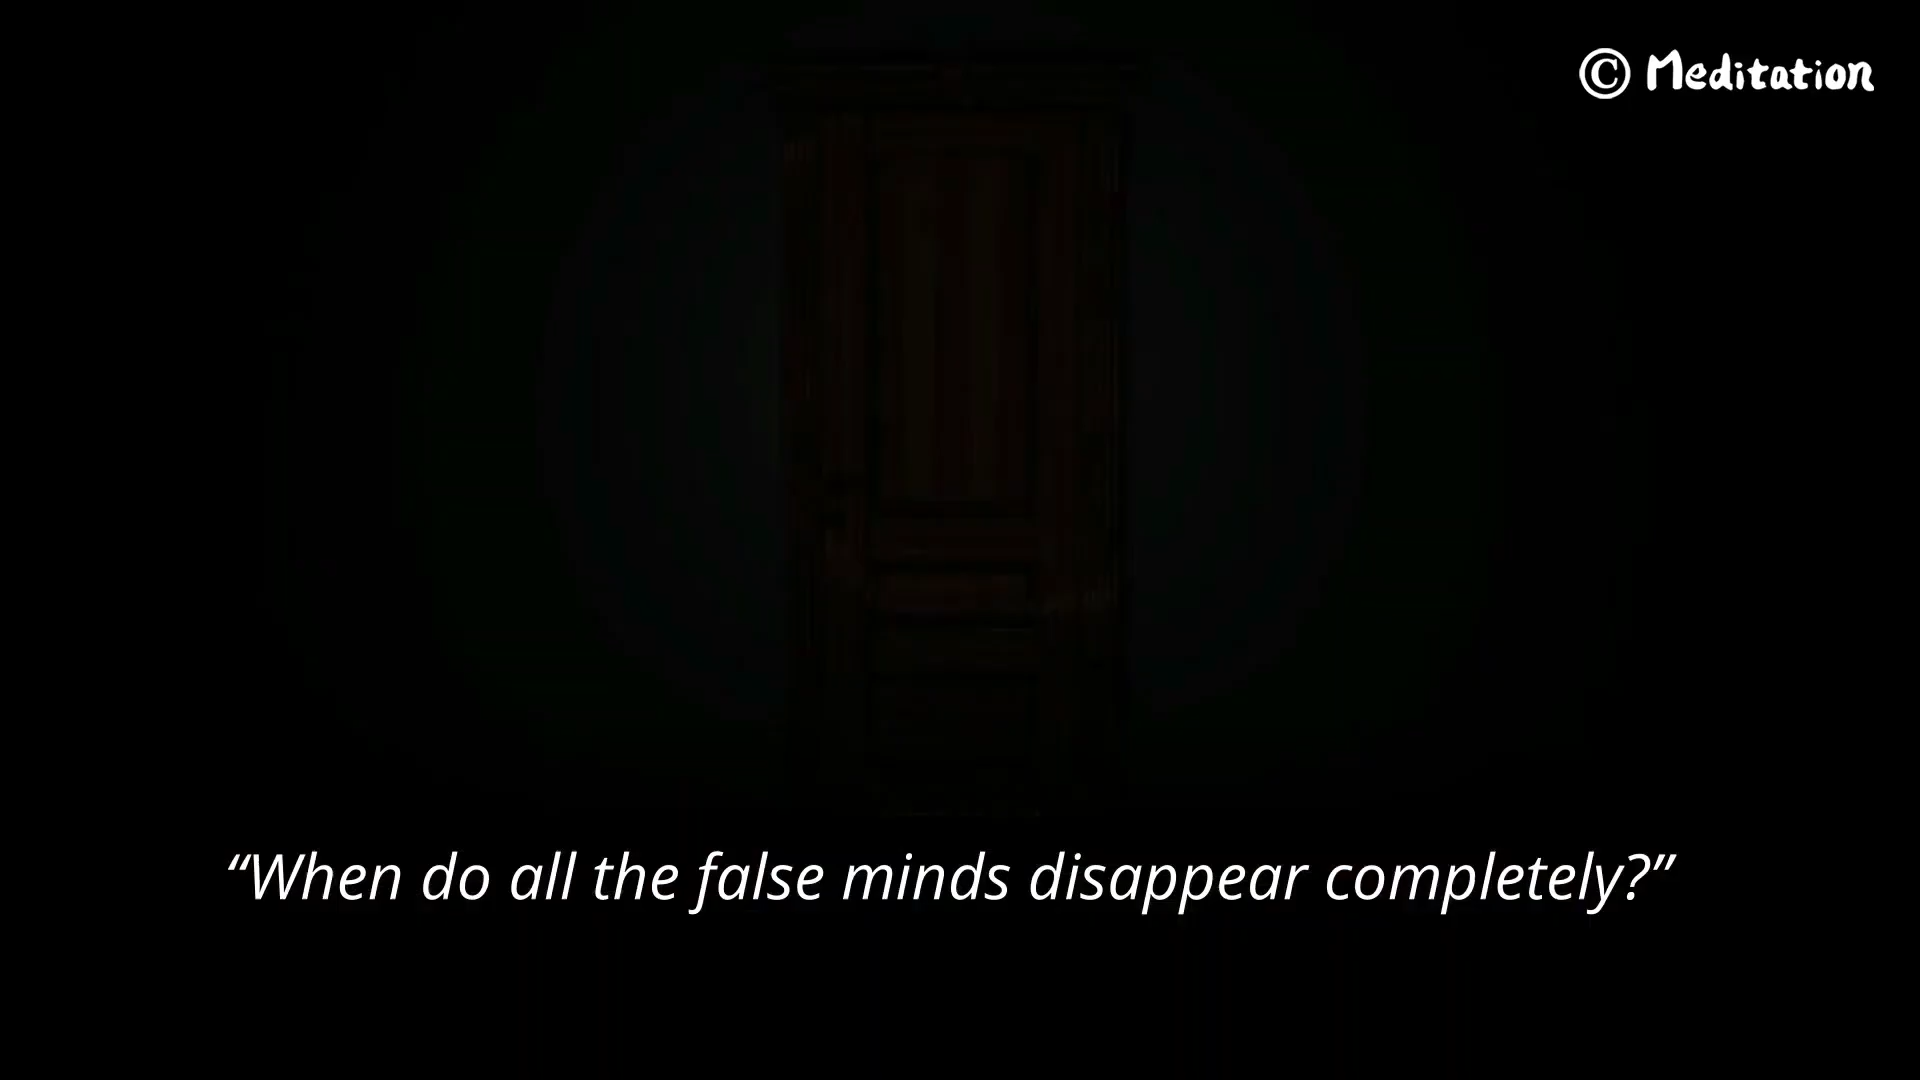 © Meditation
“When do all the false minds disappear completely?”